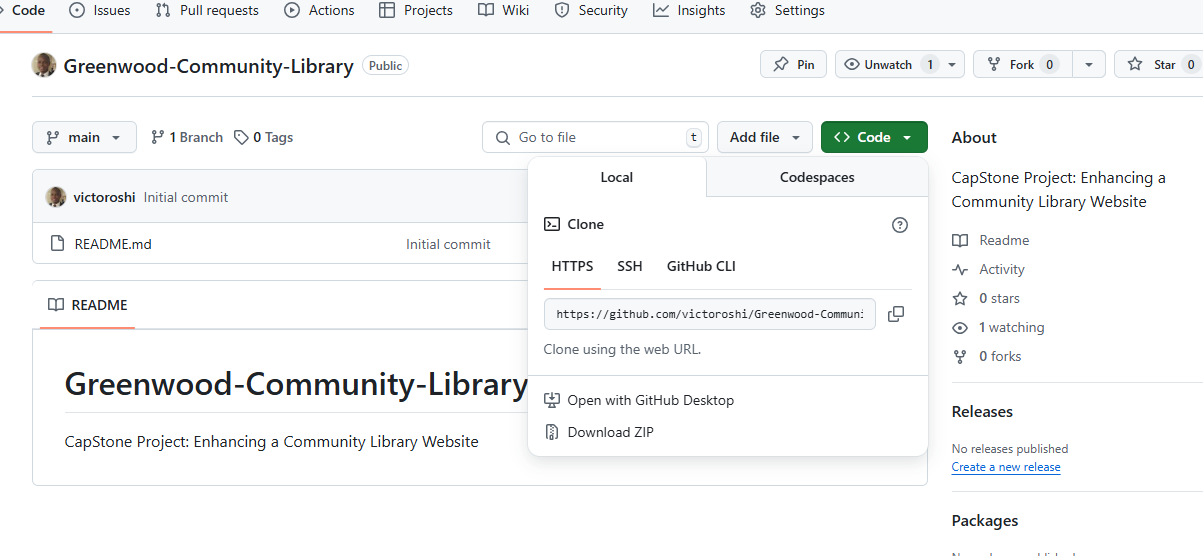 Code Issues Pull requests Actions Projects Wiki Security Insights Settings
Greenwood-Community-Library Public Pin Unwatch 1 Fork 0 Star 0
main 1 Branch 0 Tags Go to file t Add file Code
About
CapStone Project: Enhancing a
Community Library Website
Readme
Activity
0 stars
1 watching
0 forks
Releases
No releases published
Create a new release
Packages
victoroshi Initial commit
README.md Initial commit
Local Codespaces
Clone
HTTPS SSH GitHub CLI
https://github.com/victoroshi/Greenwood-Communi
Clone using the web URL.
Open with GitHub Desktop
Download ZIP
README
Greenwood-Community-Library
CapStone Project: Enhancing a Community Library Website